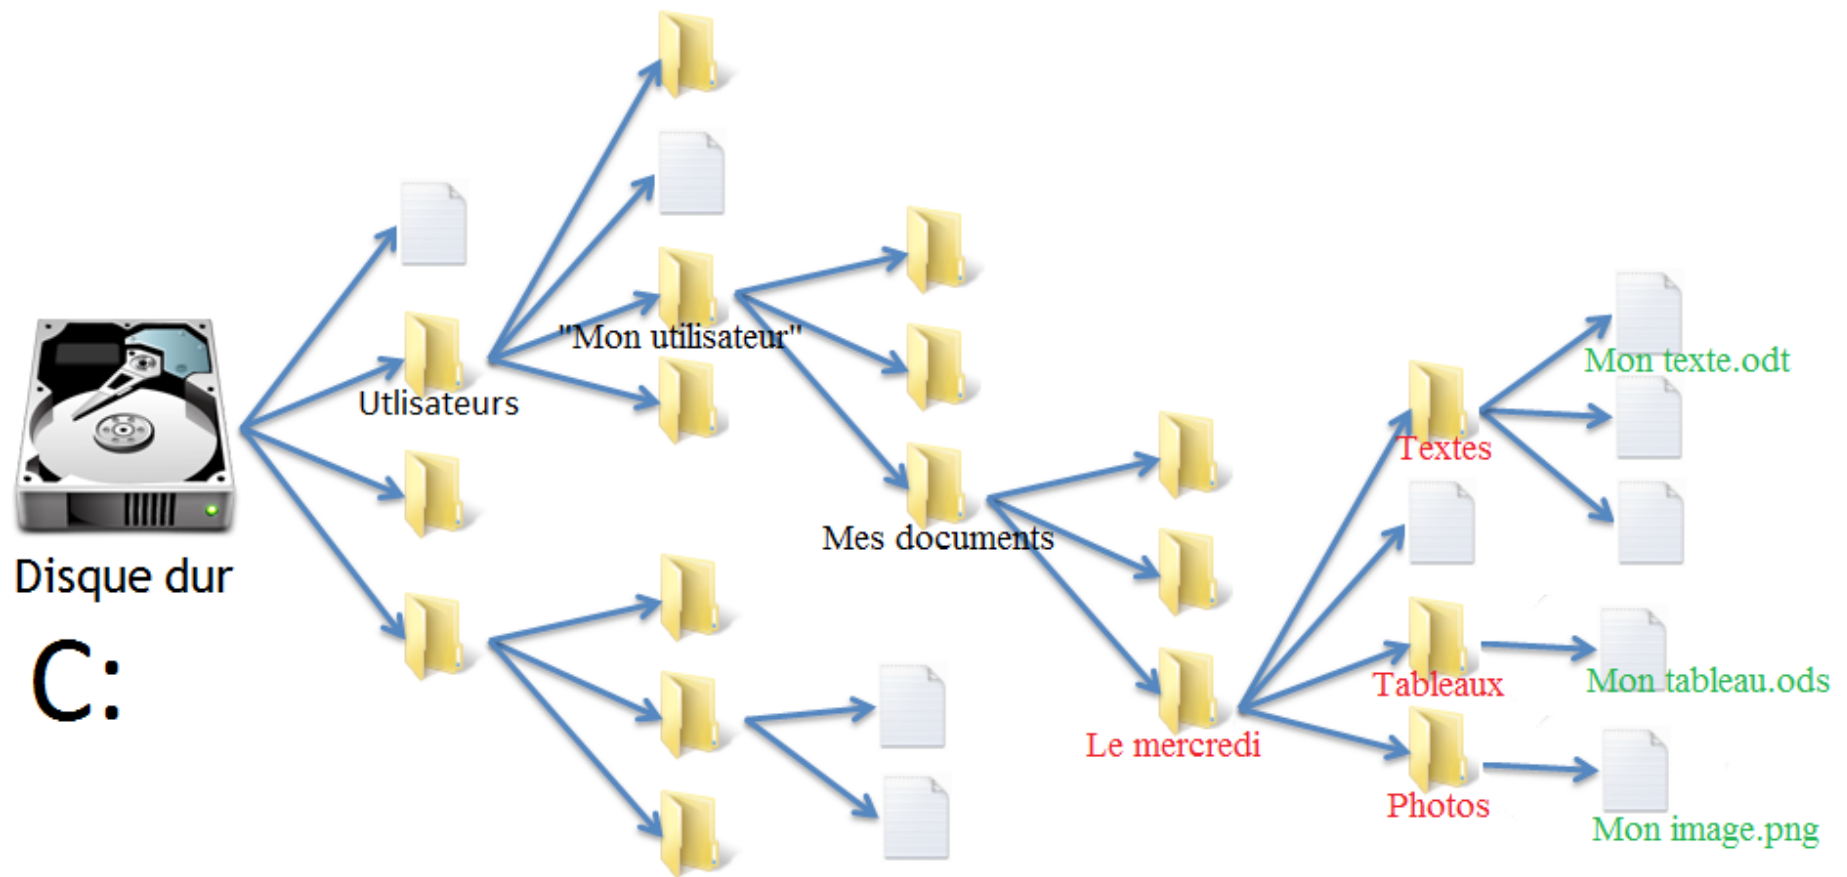 Disque dur
C:
Utlisateurs
"Mon utilisateur"
Mes documents
Le mercredi
Textes
Tableaux
Photos
Mon texte.odt
Mon tableau.ods
Mon image.png